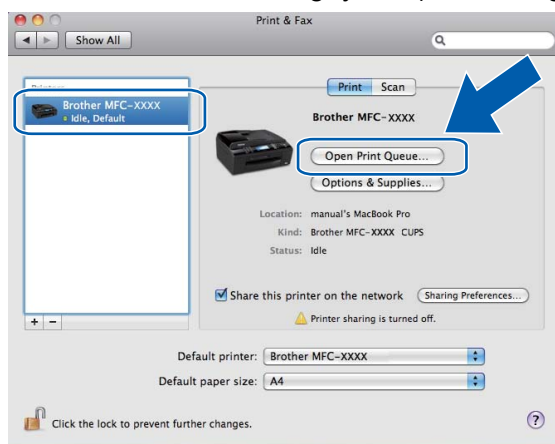 Print & Fax
Show All
Print Scan
Brother MFC-XXXX
Idle, Default
Brother MFC-XXXX
Open Print Queue...
Options & Supplies...
Location: manual's MacBook Pro
Kind: Brother MFC-XXXX CUPS
Status: Idle
Share this printer on the network Sharing Preferences...
Printer sharing is turned off.
+ -
Default printer: Brother MFC-XXXX
Default paper size: A4
Click the lock to prevent further changes.
?